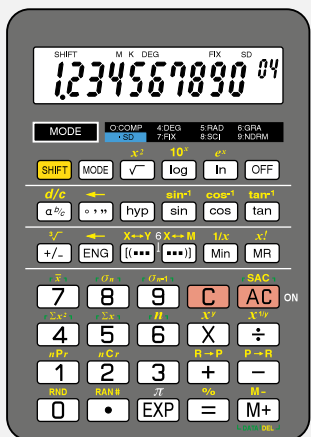 SHIFT M K DEG FIX SD
1.234567890 04
MODE 0:COMP 4:DEG 5:RAD 6:GRA
· SD 7:FIX 8:SCI 9:NORM
x² 10ˣ eˣ
SHIFT MODE √ log ln OFF
d/c ← sin⁻¹ cos⁻¹ tan⁻¹
a b/c ° ’ ” hyp sin cos tan
³√ ← X↔Y 6 X↔M 1/x x!
+/− ENG [(••• •••)] Min MR
x̄ σn σn-1 SAC
7 8 9 C AC ON
Σx² Σx n xʸ x¹/ʸ
4 5 6 X ÷
nPr nCr R→P P→R
1 2 3 + −
RND RAN# π % M−
0 • EXP = M+
DEL